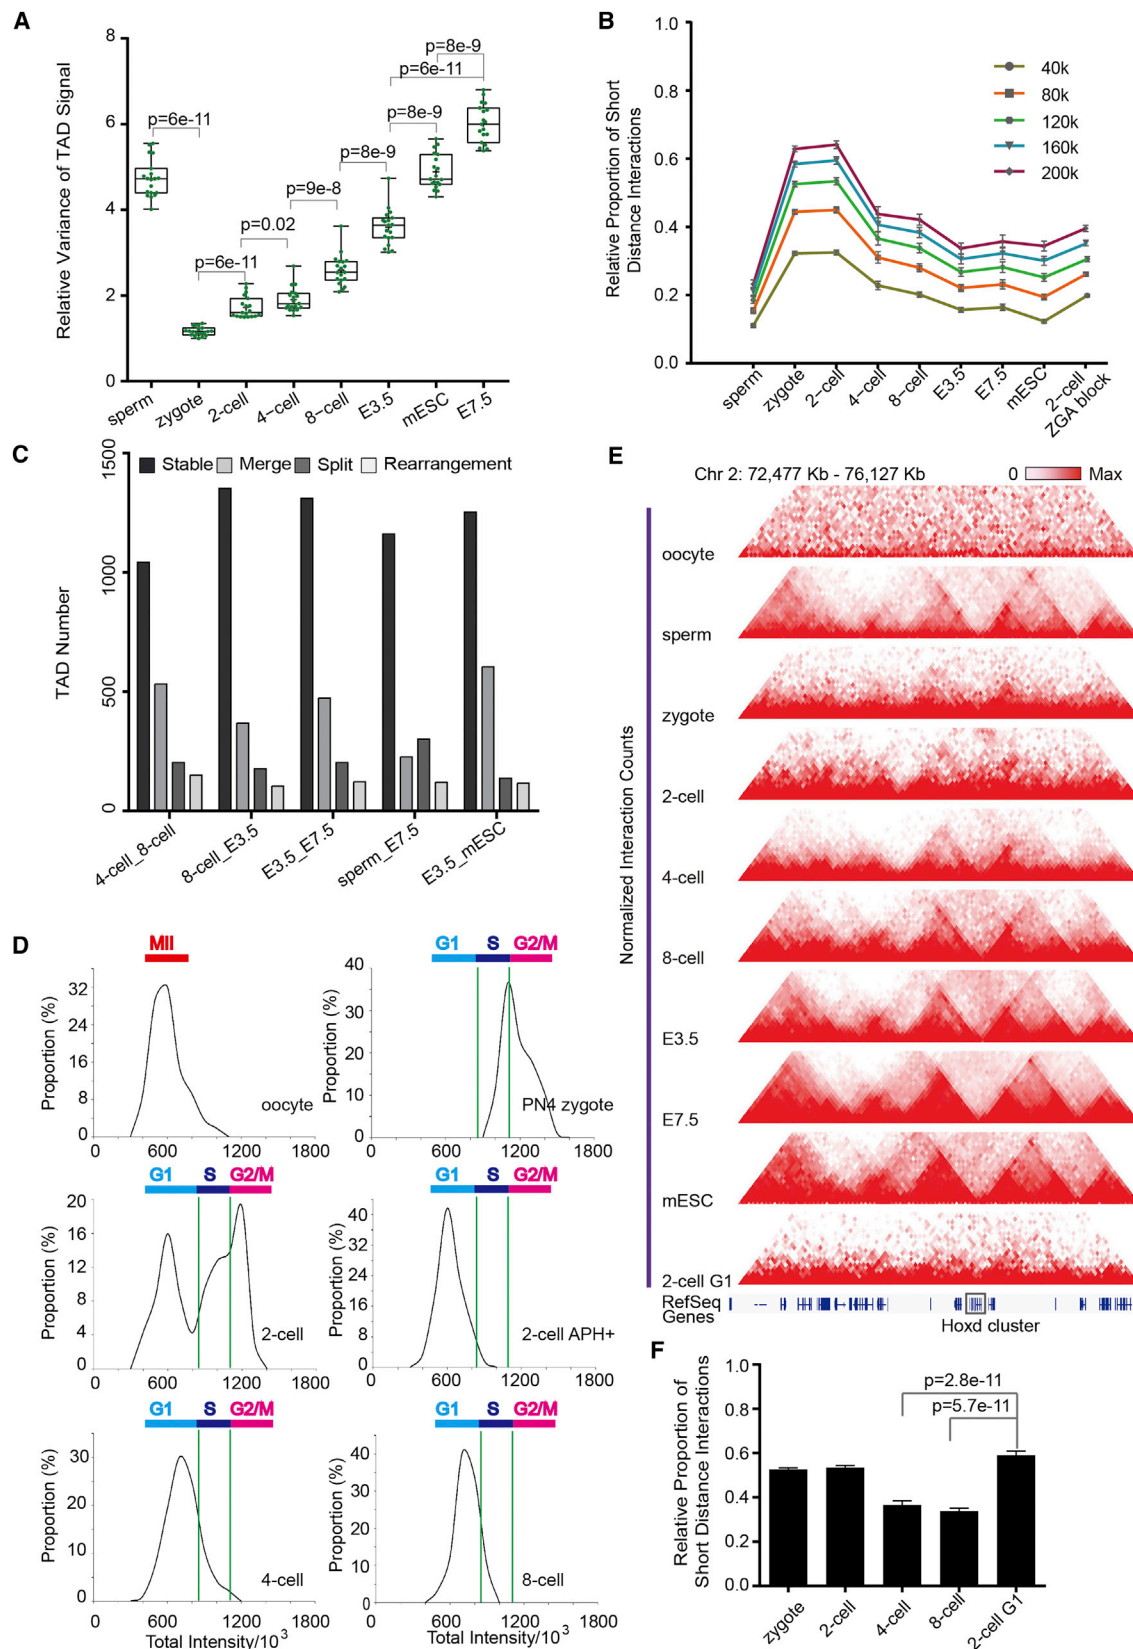 A
Relative Variance of TAD Signal
8
6
4
2
0
p=6e-11
p=6e-11
p=0.02
p=9e-8
p=8e-9
p=8e-9
p=6e-11
p=8e-9
sperm
zygote
2-cell
4-cell
8-cell
E3.5
mESC
E7.5
B
Relative Proportion of Short
Distance Interactions
1.0
0.8
0.6
0.4
0.2
0.0
40k
80k
120k
160k
200k
sperm
zygote
2-cell
4-cell
8-cell
E3.5
E7.5
mESC
2-cell
ZGA block
C
Stable Merge Split Rearrangement
TAD Number
1500
1000
500
0
4-cell_8-cell
8-cell_E3.5
E3.5_E7.5
sperm_E7.5
E3.5_mESC
D
MII
Proportion (%)
32
24
16
8
0
oocyte
0 600 1200 1800
G1 S G2/M
Proportion (%)
40
30
20
10
0
PN4 zygote
0 600 1200 1800
G1 S G2/M
Proportion (%)
20
16
12
8
4
0
2-cell
0 600 1200 1800
G1 S G2/M
Proportion (%)
40
32
24
16
8
0
2-cell APH+
0 600 1200 1800
G1 S G2/M
Proportion (%)
30
20
10
0
4-cell
0 600 1200 1800
Total Intensity/10³
G1 S G2/M
Proportion (%)
40
30
20
10
0
8-cell
0 600 1200 1800
Total Intensity/10³
E
Chr 2: 72,477 Kb - 76,127 Kb
0 Max
Normalized Interaction Counts
oocyte
sperm
zygote
2-cell
4-cell
8-cell
E3.5
E7.5
mESC
2-cell G1
RefSeq
Genes
Hoxd cluster
F
Relative Proportion of
Short Distance Interactions
1.0
0.8
0.6
0.4
0.2
0.0
p=2.8e-11
p=5.7e-11
zygote
2-cell
4-cell
8-cell
2-cell G1